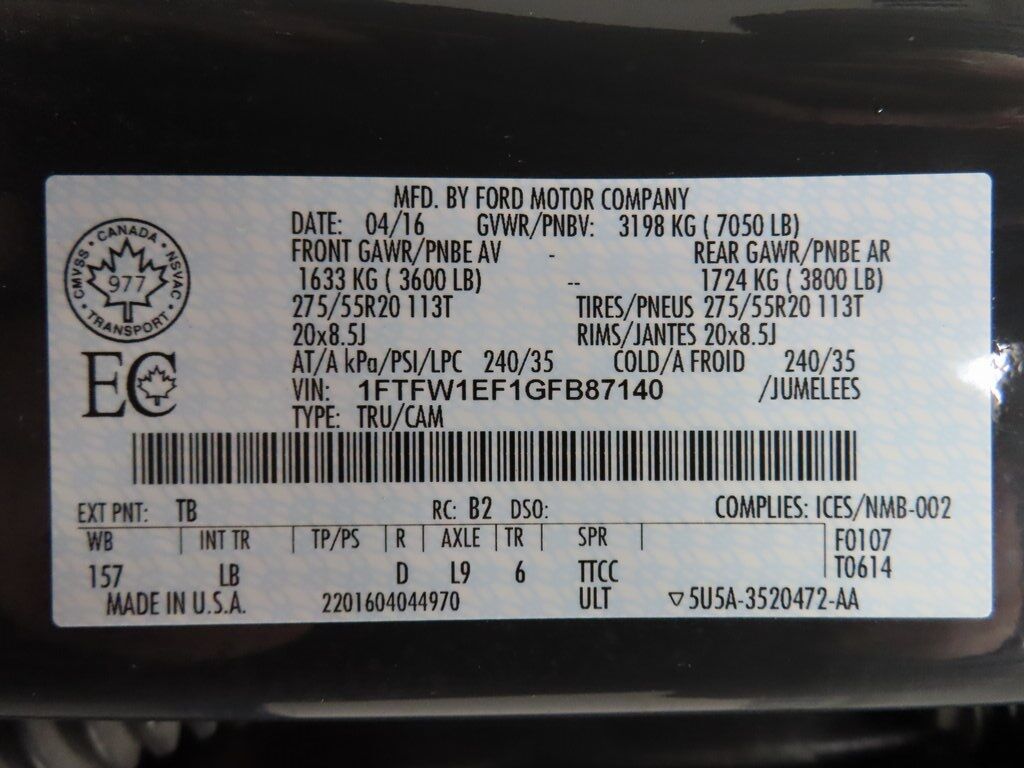 MFD. BY FORD MOTOR COMPANY
DATE: 04/16 GVWR/PNBV: 3198 KG ( 7050 LB)
FRONT GAWR/PNBE AV - REAR GAWR/PNBE AR
1633 KG ( 3600 LB) -- 1724 KG ( 3800 LB)
275/55R20 113T TIRES/PNEUS 275/55R20 113T
20x8.5J RIMS/JANTES 20x8.5J
AT/A kPa/PSI/LPC 240/35 COLD/A FROID 240/35
VIN: 1FTFW1EF1GFB87140 /JUMELEES
TYPE: TRU/CAM
CANADA
CMVSS NSVAC
977
TRANSPORT
EC
EXT PNT: TB RC: B2 DSO: COMPLIES: ICES/NMB-002
WB INT TR TP/PS R AXLE TR SPR F0107
157 LB D L9 6 TTCC T0614
MADE IN U.S.A. 2201604044970 ULT ▽5U5A-3520472-AA